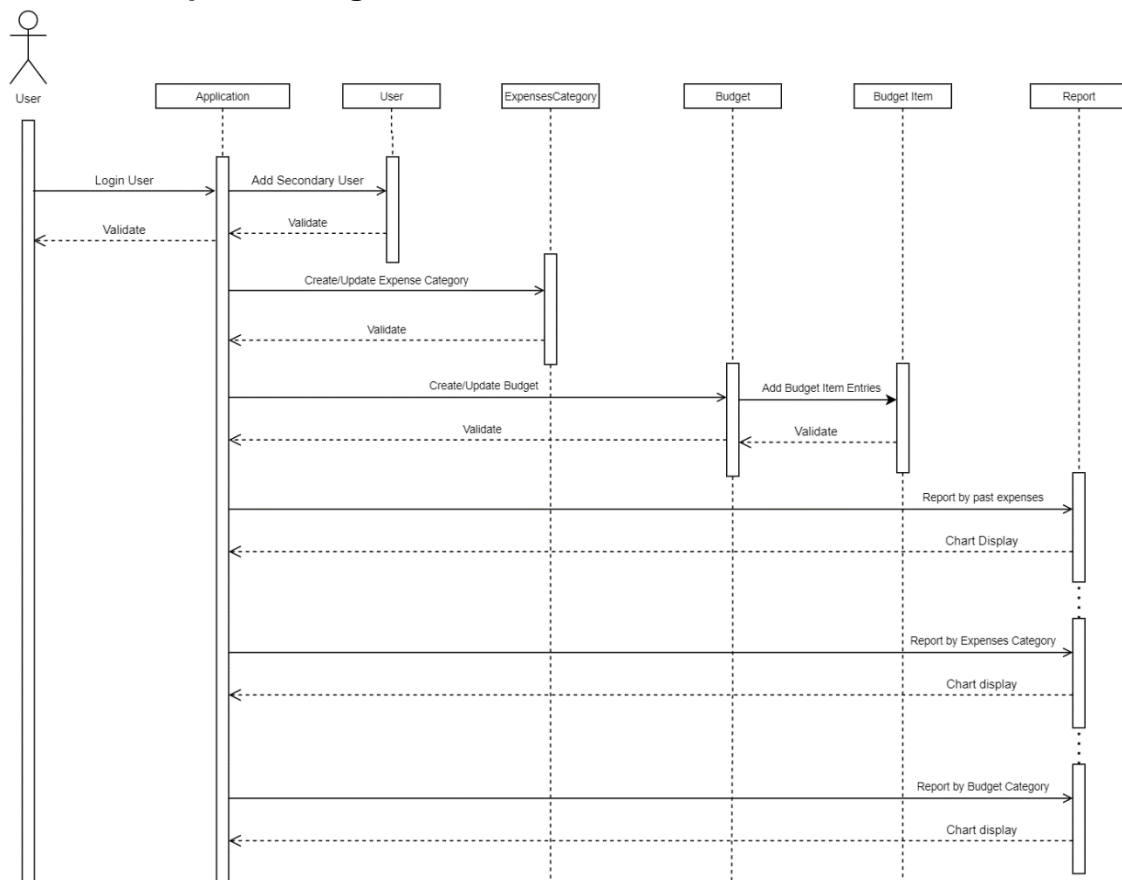 User
Application
User
ExpensesCategory
Budget
Budget Item
Report
Login User
Add Secondary User
Validate
Validate
Create/Update Expense Category
Validate
Create/Update Budget
Add Budget Item Entries
Validate
Validate
Report by past expenses
Chart Display
Report by Expenses Category
Chart display
Report by Budget Category
Chart display